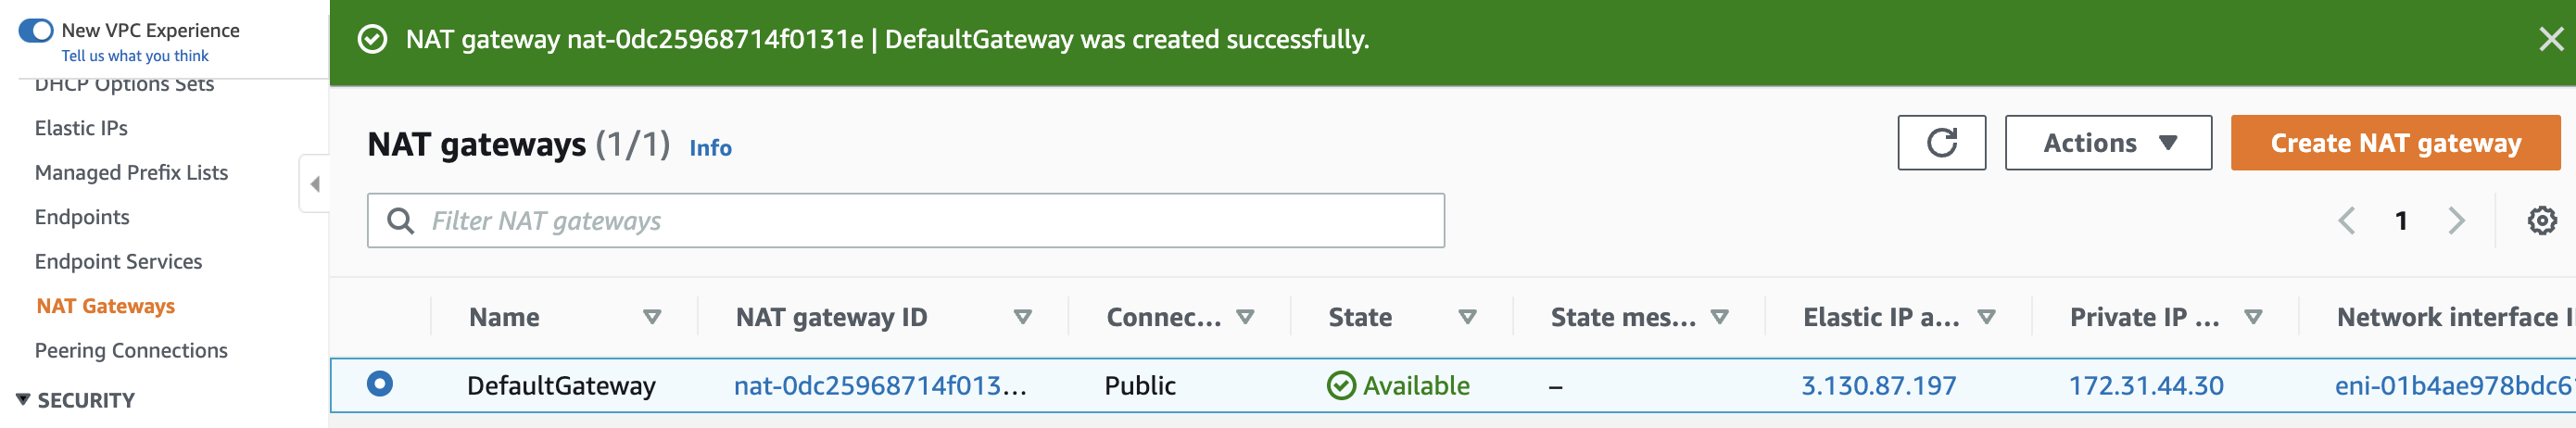 New VPC Experience
Tell us what you think
DHCP Options Sets
Elastic IPs
Managed Prefix Lists
Endpoints
Endpoint Services
NAT Gateways
Peering Connections
SECURITY
NAT gateway nat-0dc25968714f0131e | DefaultGateway was created successfully.
NAT gateways (1/1) Info
Actions
Create NAT gateway
Filter NAT gateways
1
Name NAT gateway ID Connec... State State mes... Elastic IP a... Private IP ... Network interface I
DefaultGateway nat-0dc25968714f013... Public Available – 3.130.87.197 172.31.44.30 eni-01b4ae978bdc6